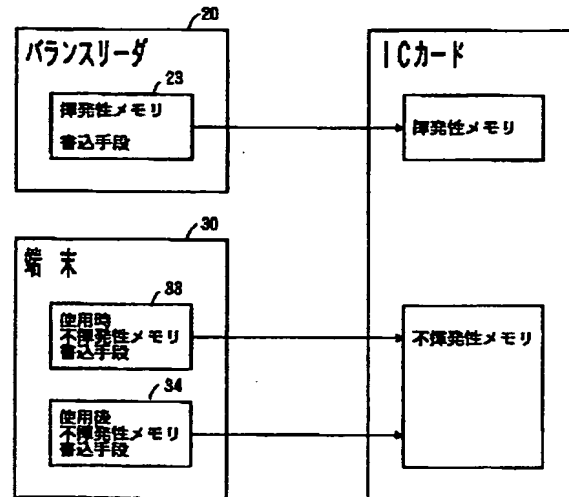 20
バランスリーダ
23
揮発性メモリ
書込手段
ICカード
揮発性メモリ
30
端 末
33
使用時
不揮発性メモリ
書込手段
34
使用後
不揮発性メモリ
書込手段
不揮発性メモリ